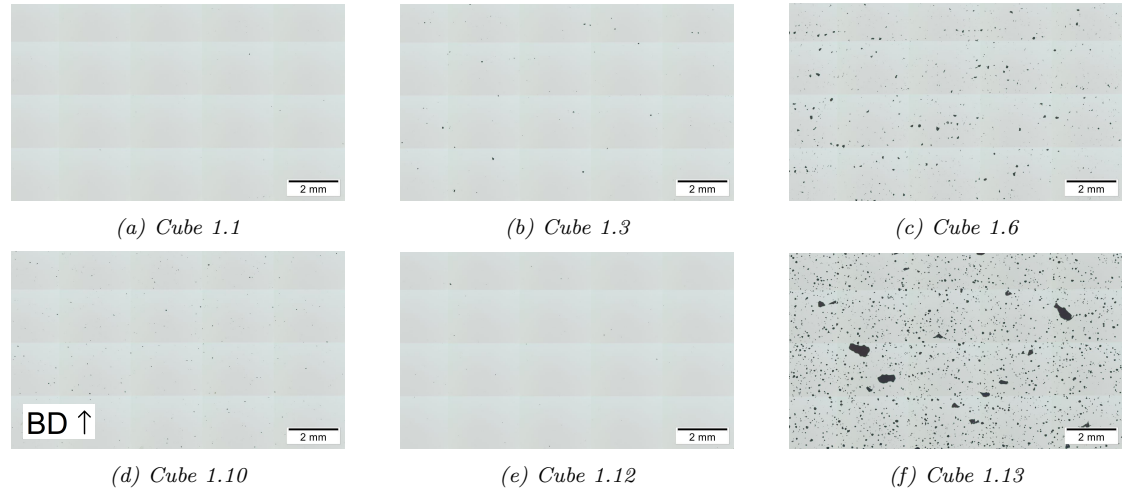 2 mm
2 mm
2 mm
(a) Cube 1.1
(b) Cube 1.3
(c) Cube 1.6
BD ↑
2 mm
2 mm
2 mm
(d) Cube 1.10
(e) Cube 1.12
(f) Cube 1.13